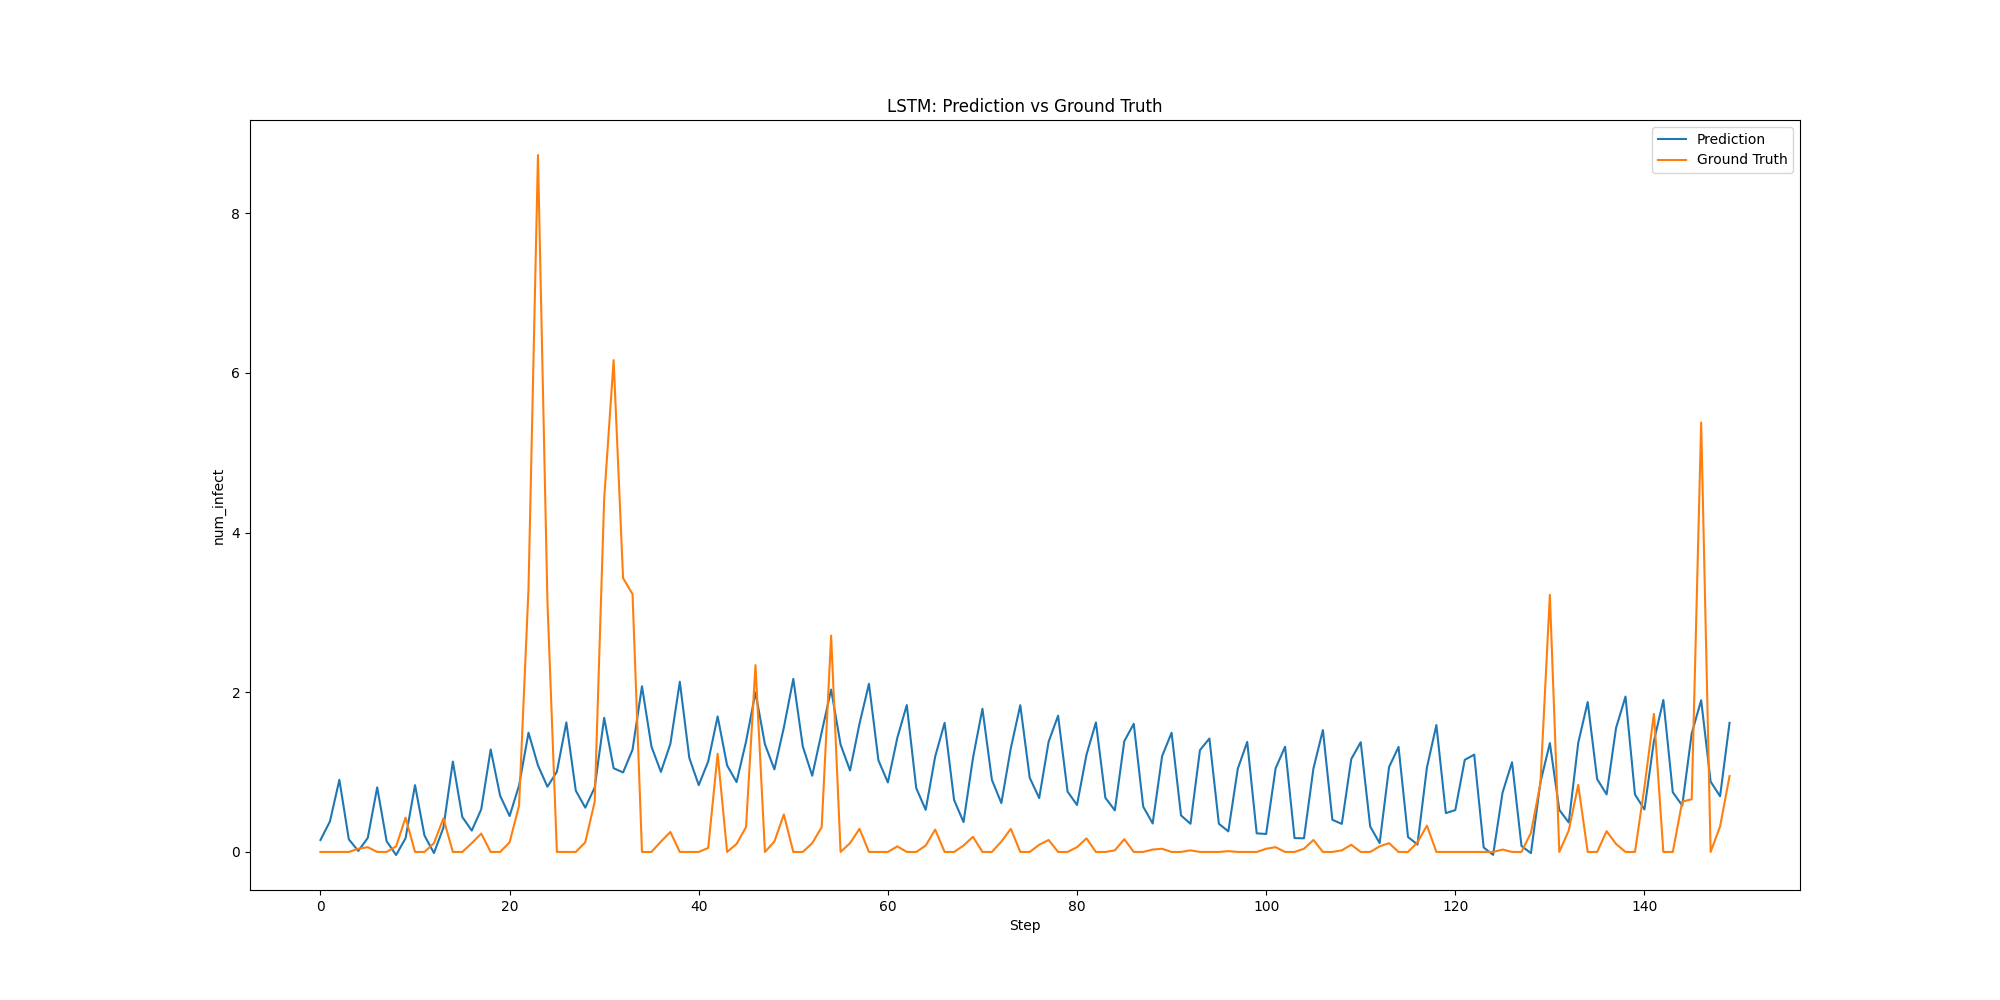 LSTM: Prediction vs Ground Truth
Prediction
Ground Truth
num_infect
8
6
4
2
0
0 20 40 60 80 100 120 140
Step